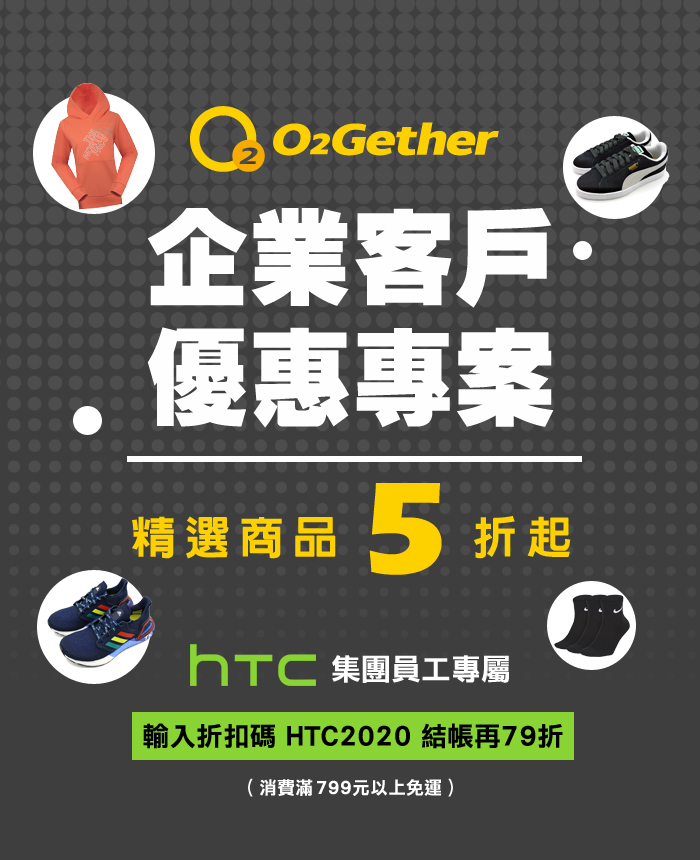 2 O2Gether
企業客戶
優惠專案
精選商品 5 折起
hTC 集團員工專屬
輸入折扣碼 HTC2020 結帳再79折
( 消費滿799元以上免運 )